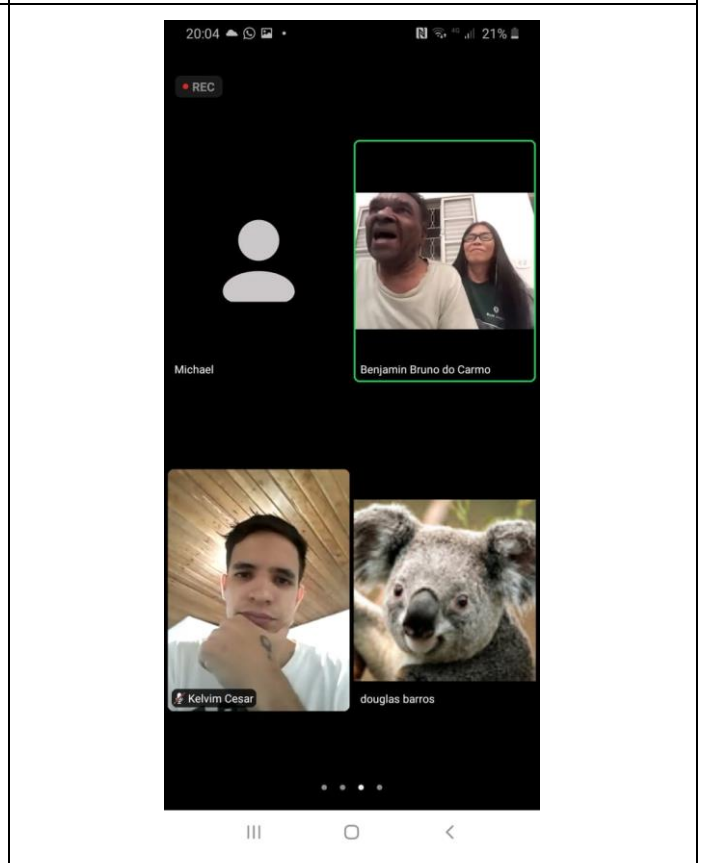 20:04 21%
REC
Michael
Benjamin Bruno do Carmo
Kelvim Cesar
douglas barros